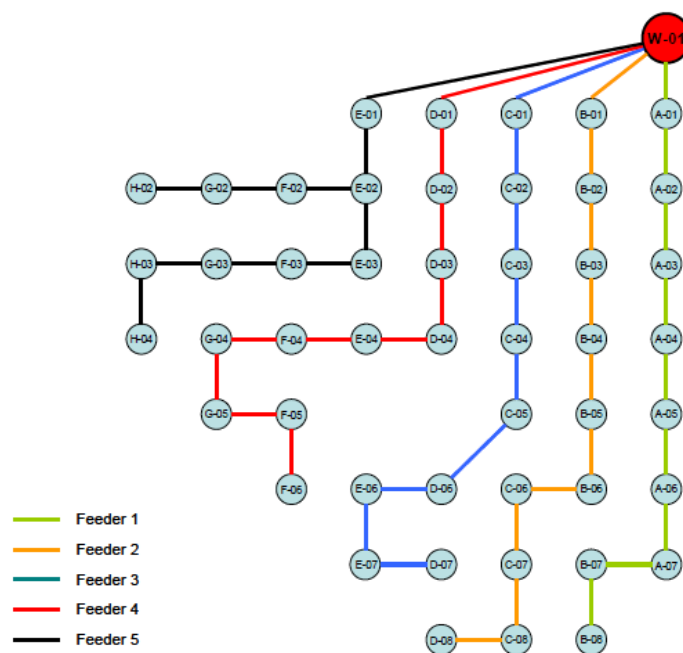 W-01
E-01 D-01 C-01 B-01 A-01
H-02 G-02 F-02 E-02 D-02 C-02 B-02 A-02
H-03 G-03 F-03 E-03 D-03 C-03 B-03 A-03
H-04 G-04 F-04 E-04 D-04 C-04 B-04 A-04
G-05 F-05 C-05 B-05 A-05
F-06 E-06 D-06 C-06 B-06 A-06
E-07 D-07 C-07 B-07 A-07
D-08 C-08 B-08
Feeder 1
Feeder 2
Feeder 3
Feeder 4
Feeder 5